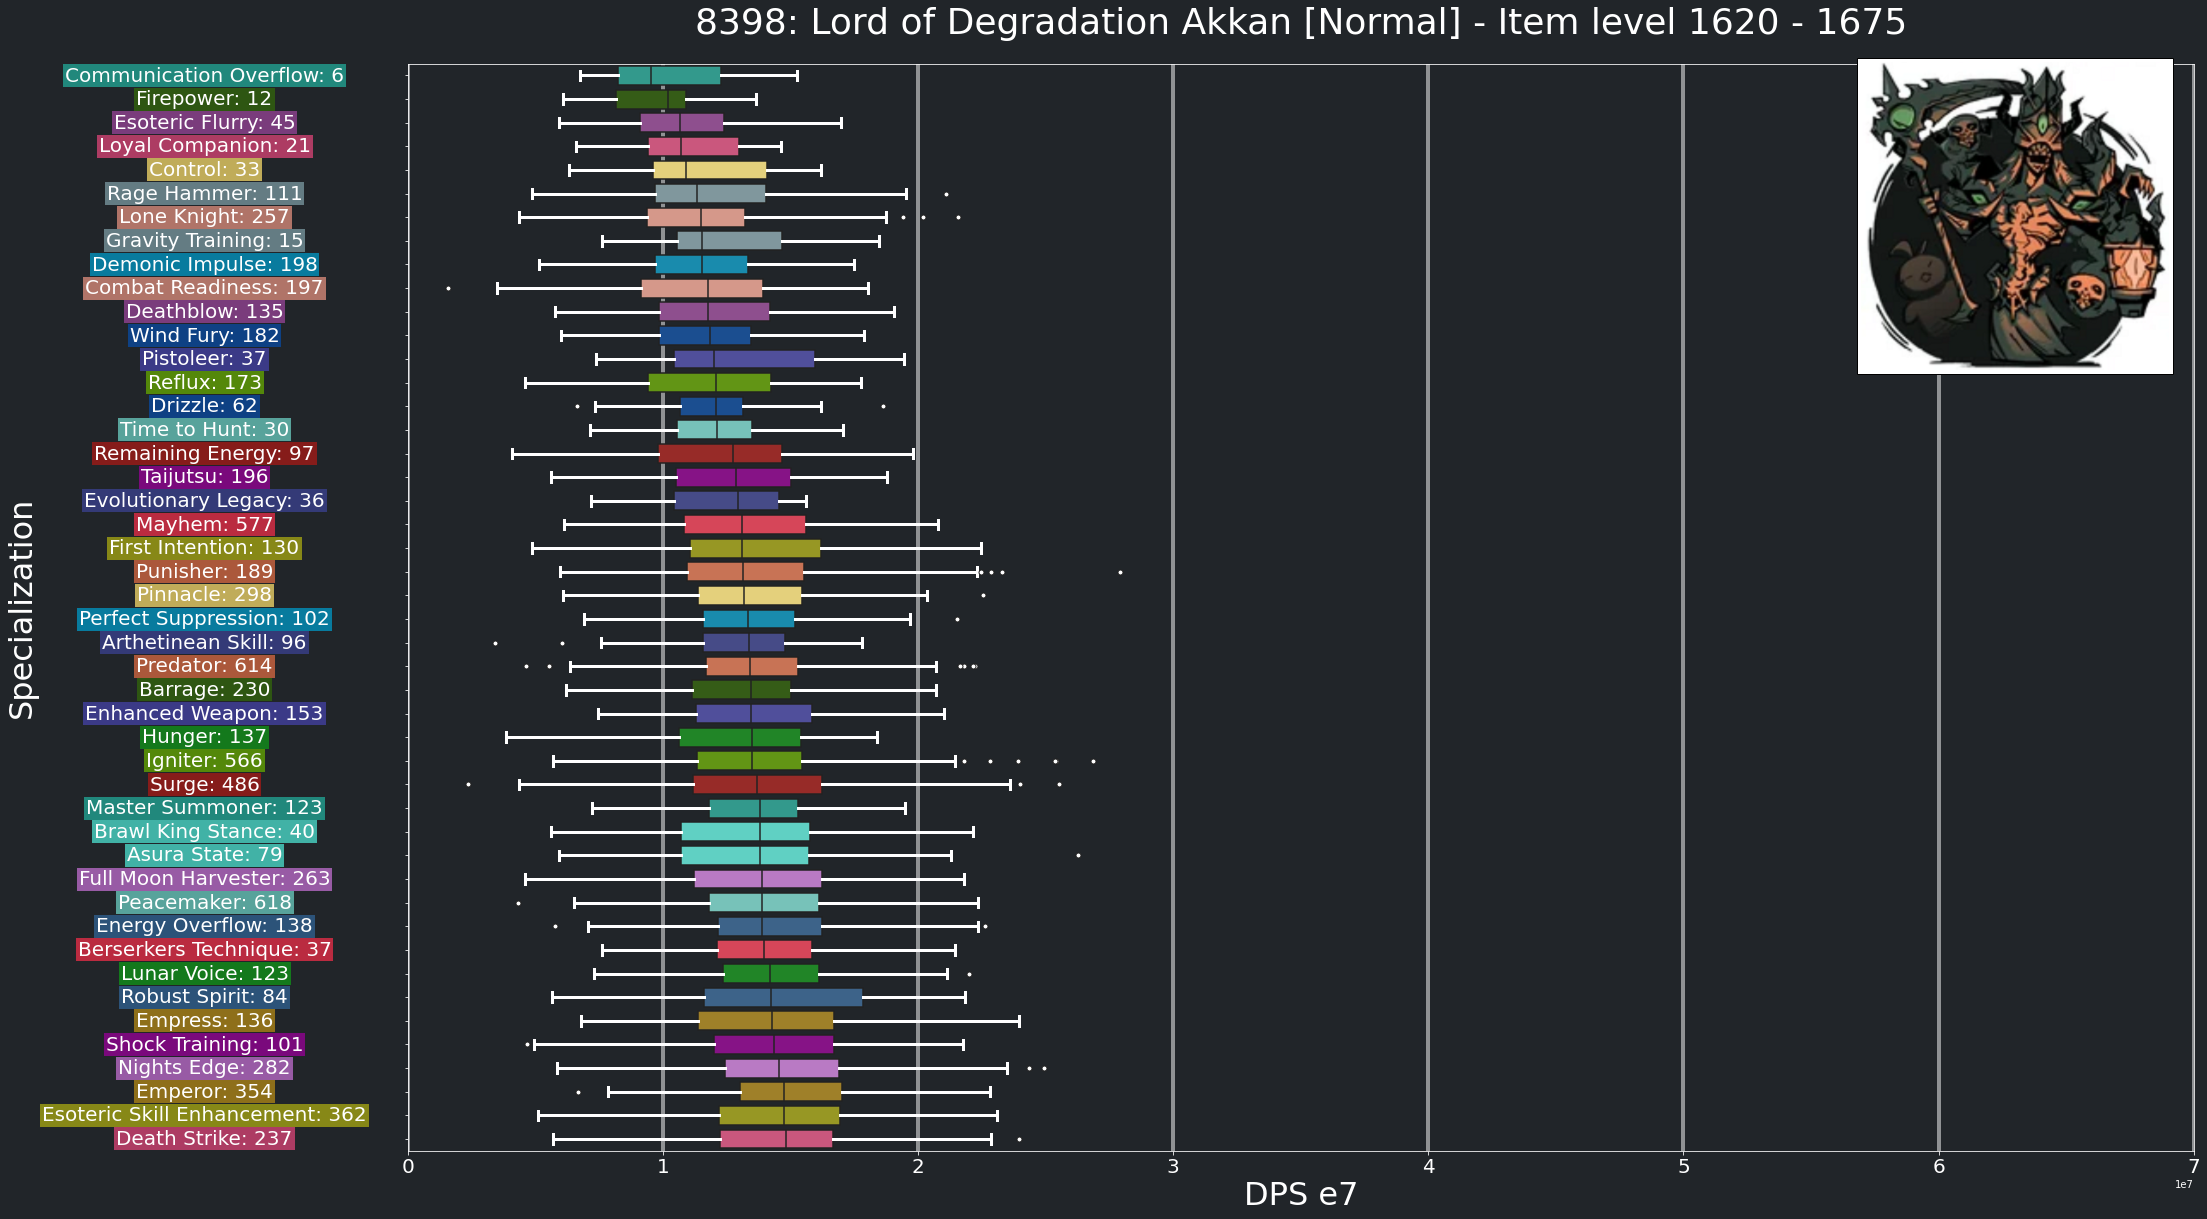 8398: Lord of Degradation Akkan [Normal] - Item level 1620 - 1675
Communication Overflow: 6
Firepower: 12
Esoteric Flurry: 45
Loyal Companion: 21
Control: 33
Rage Hammer: 111
Lone Knight: 257
Gravity Training: 15
Demonic Impulse: 198
Combat Readiness: 197
Deathblow: 135
Wind Fury: 182
Pistoleer: 37
Reflux: 173
Drizzle: 62
Time to Hunt: 30
Remaining Energy: 97
Taijutsu: 196
Evolutionary Legacy: 36
Mayhem: 577
First Intention: 130
Punisher: 189
Pinnacle: 298
Perfect Suppression: 102
Arthetinean Skill: 96
Predator: 614
Barrage: 230
Enhanced Weapon: 153
Hunger: 137
Igniter: 566
Surge: 486
Master Summoner: 123
Brawl King Stance: 40
Asura State: 79
Full Moon Harvester: 263
Peacemaker: 618
Energy Overflow: 138
Berserkers Technique: 37
Lunar Voice: 123
Robust Spirit: 84
Empress: 136
Shock Training: 101
Nights Edge: 282
Emperor: 354
Esoteric Skill Enhancement: 362
Death Strike: 237
Specialization
0 1 2 3 4 5 6 7
1e7
DPS e7